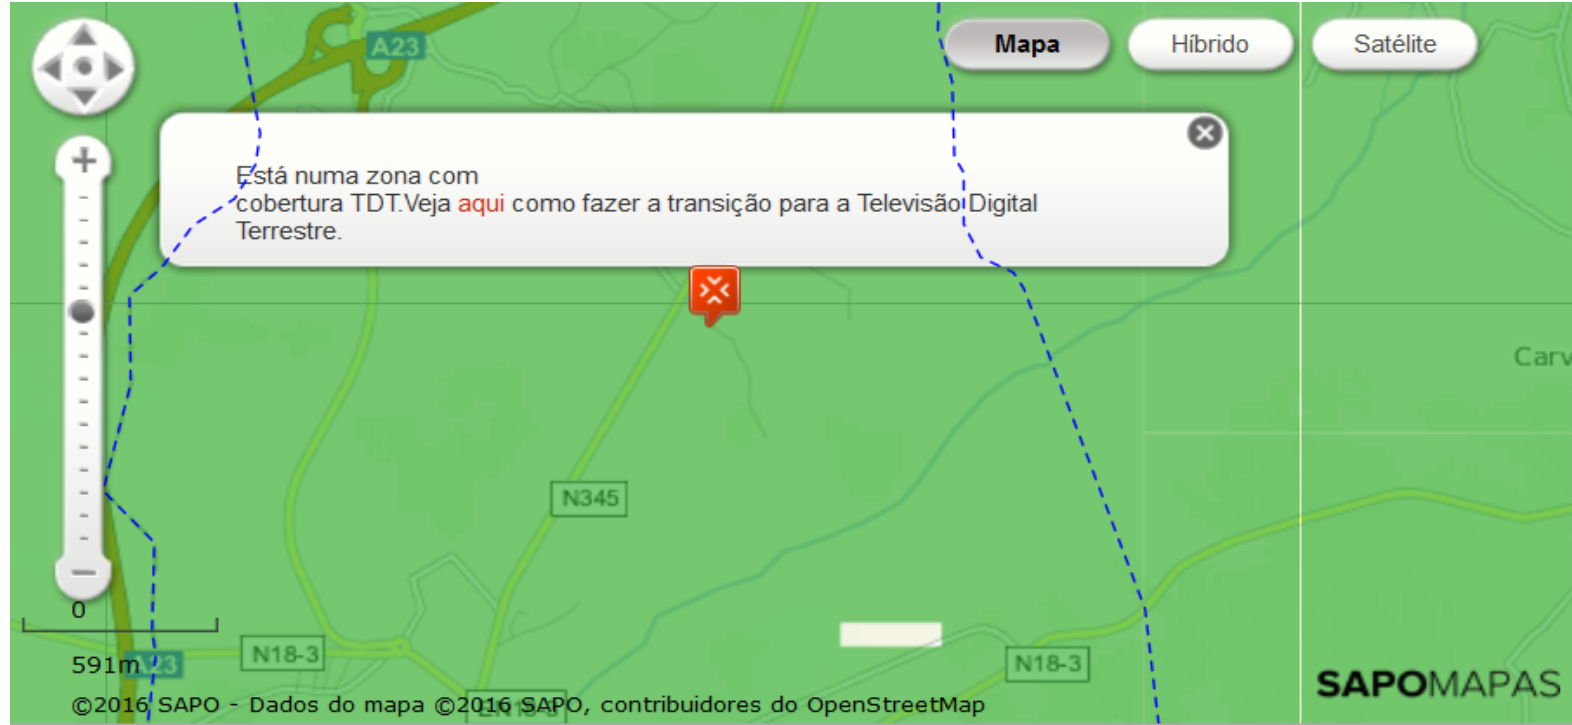 A23
Mapa
Híbrido
Satélite
Está numa zona com
cobertura TDT.Veja aqui como fazer a transição para a Televisão Digital
Terrestre.
Carv
N345
0
591m
A23
N18-3
N18-3
SAPOMAPAS
©2016 SAPO - Dados do mapa ©2016 SAPO, contribuidores do OpenStreetMap